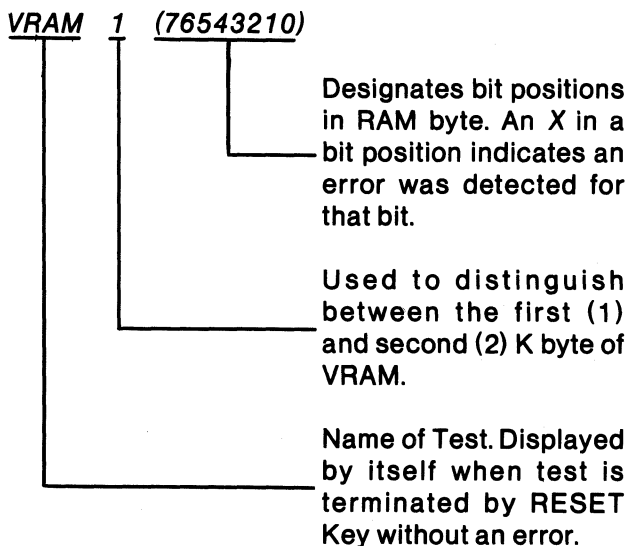 VRAM 1 (76543210)
Designates bit positions
in RAM byte. An X in a
bit position indicates an
error was detected for
that bit.
Used to distinguish
between the first (1)
and second (2) K byte of
VRAM.
Name of Test. Displayed
by itself when test is
terminated by RESET
Key without an error.